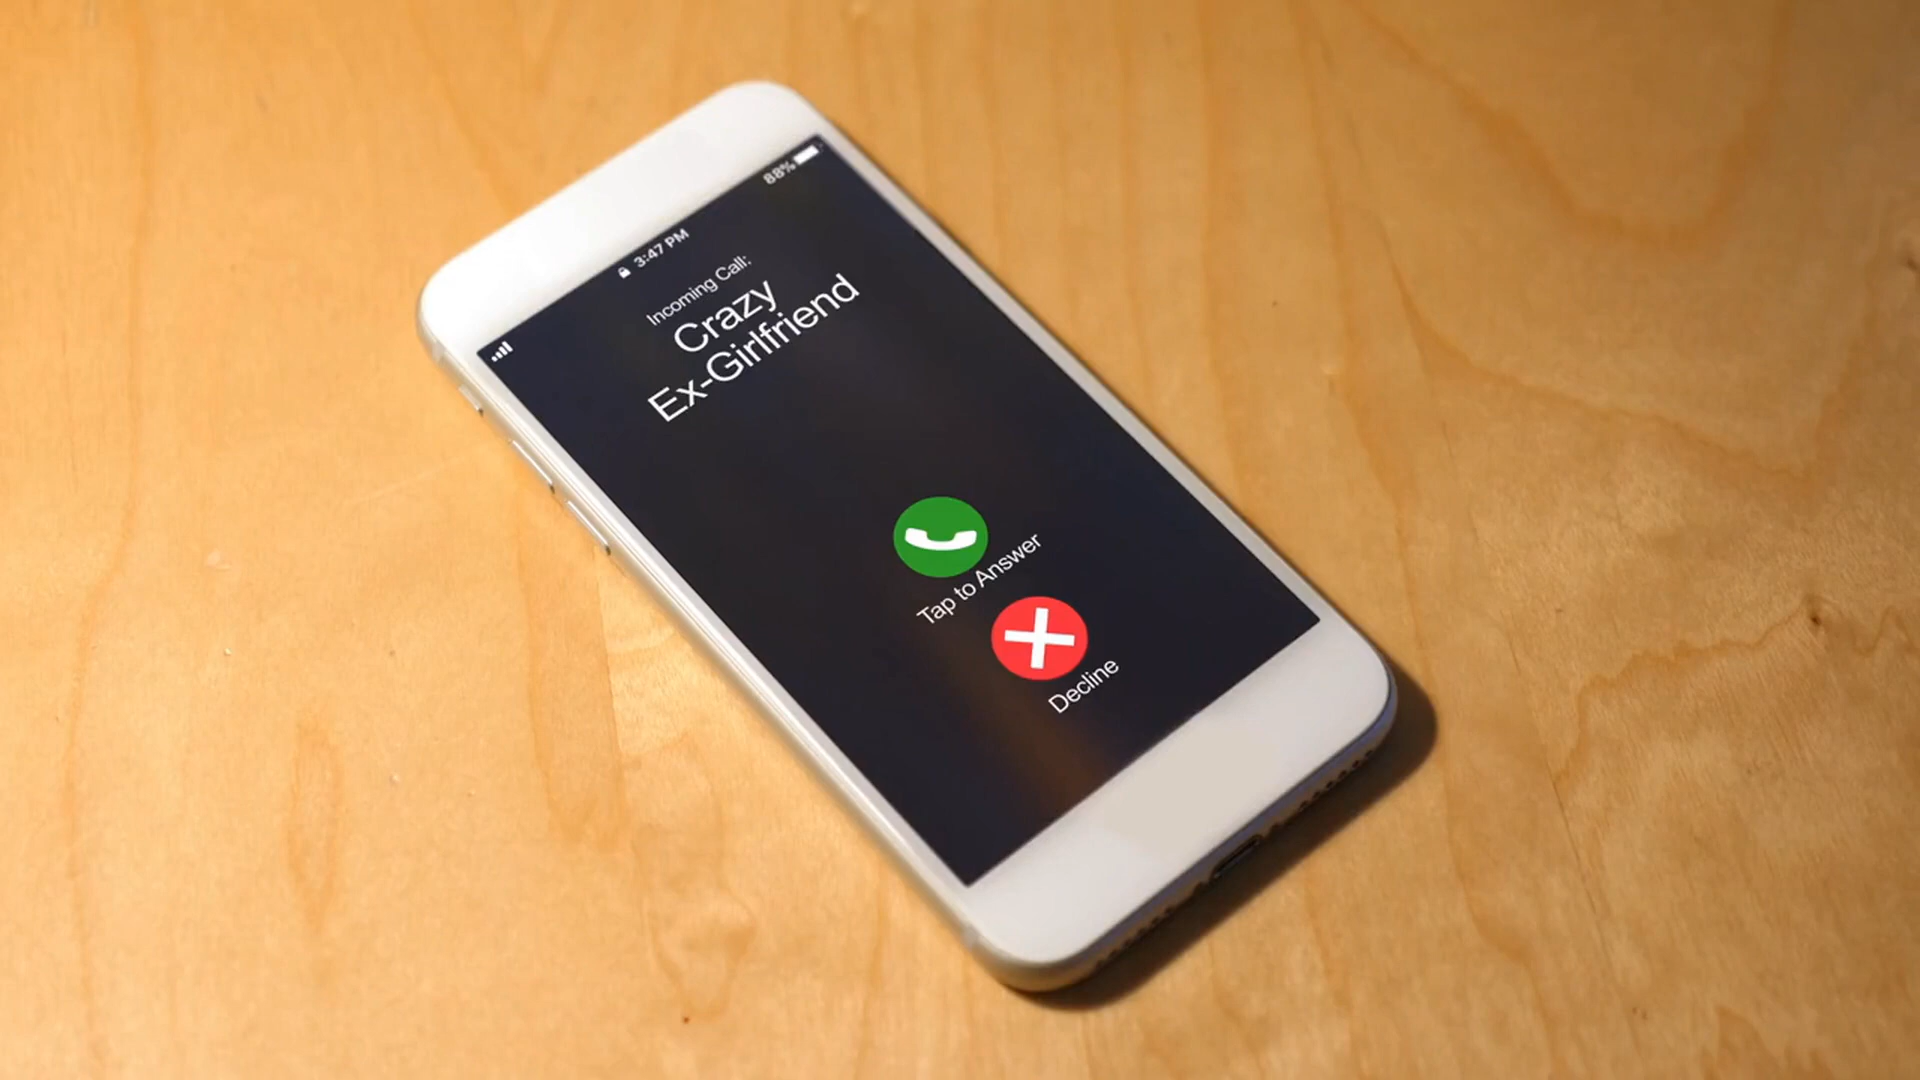 3:47 PM
88%
Incoming Call:
Crazy
Ex-Girlfriend
Tap to Answer
Decline